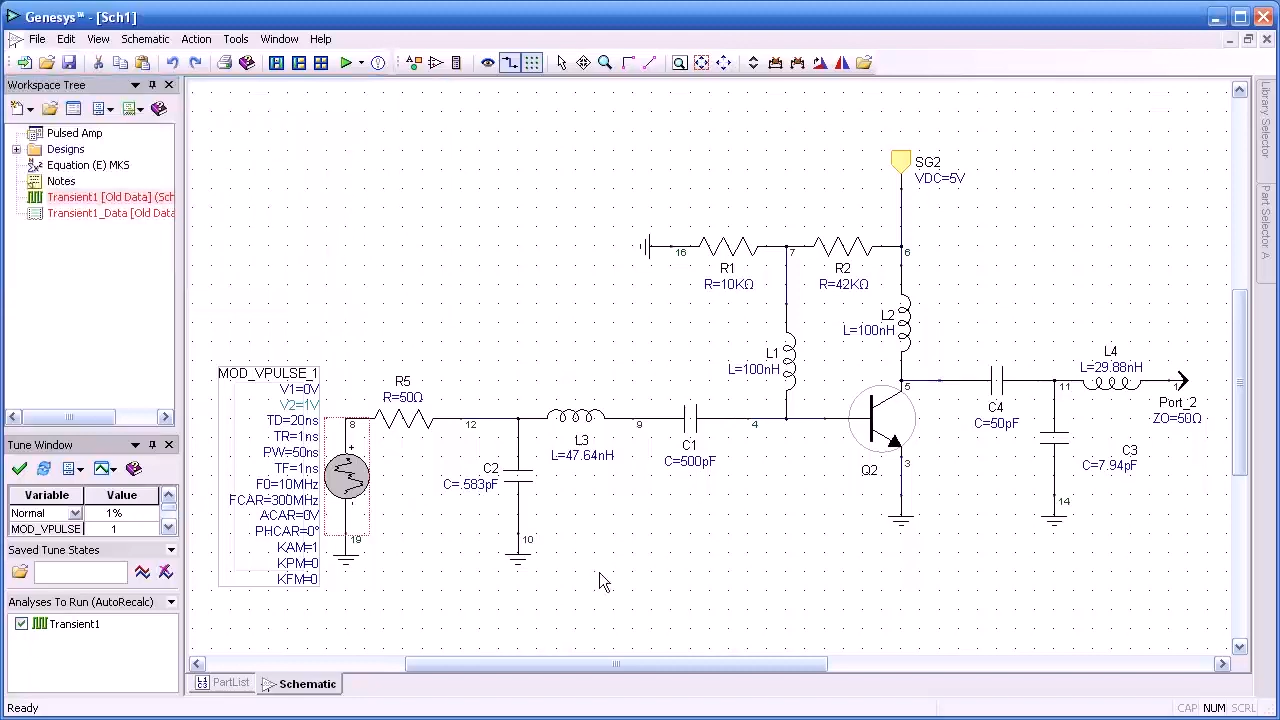 Genesys™ - [Sch1]
File Edit View Schematic Action Tools Window Help
Workspace Tree
Pulsed Amp
Designs
Equation (E) MKS
Notes
Transient1 [Old Data] (Sch
Transient1_Data [Old Data
Tune Window
Variable Value
Normal 1%
MOD_VPULSE 1
Saved Tune States
Analyses To Run (AutoRecalc)
Transient1
SG2
VDC=5V
16
R1
R=10KΩ
7
R2
R=42KΩ
6
L2
L=100nH
L1
L=100nH
MOD_VPULSE_1
V1=0V
V2=1V
TD=20ns
TR=1ns
PW=50ns
TF=1ns
F0=10MHz
FCAR=300MHz
ACAR=0V
PHCAR=0°
KAM=1
KPM=0
KFM=0
8
19
R5
R=50Ω
12
C2
C=.583pF
10
L3
L=47.64nH
9
C1
C=500pF
4
Q2
3
5
C4
C=50pF
11
L4
L=29.88nH
1
Port_2
ZO=50Ω
C3
C=7.94pF
14
Library Selector
Part Selector A
PartList Schematic
Ready CAP NUM SCRL